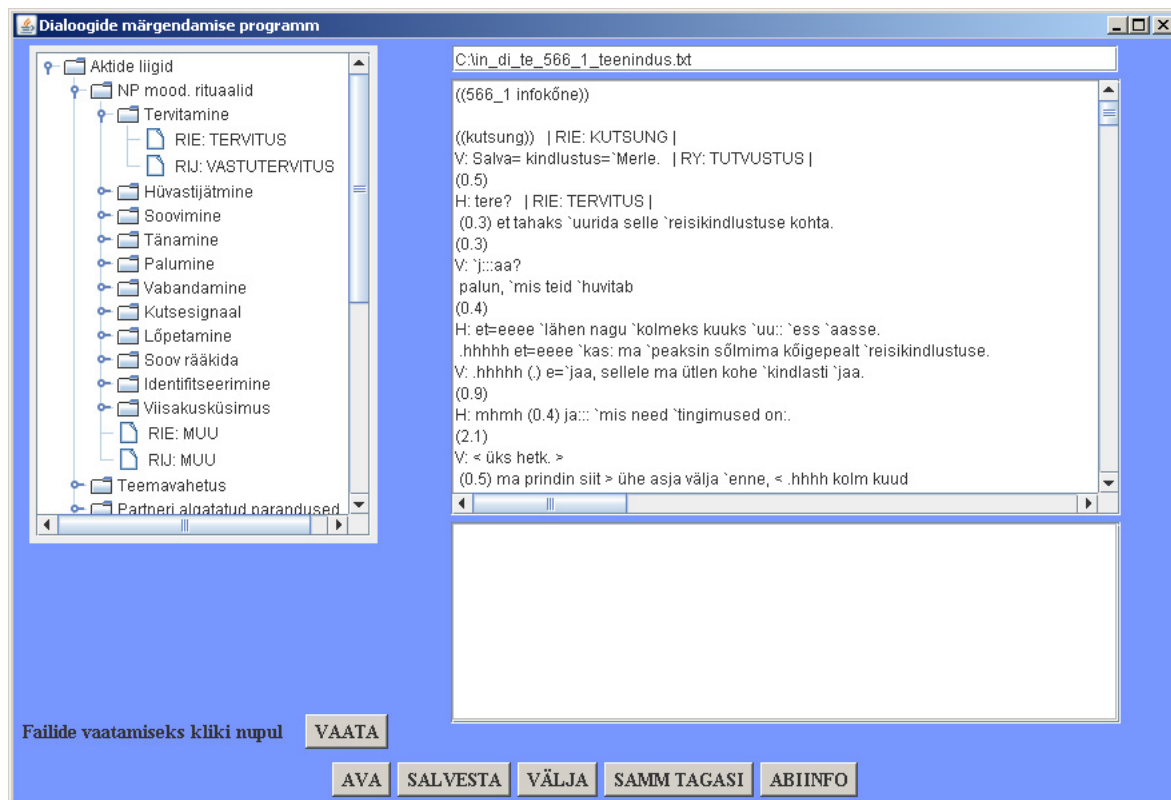 Dialoogide märgendamise programm
Aktide liigid
NP mood. rituaalid
Tervitamine
RIE: TERVITUS
RIJ: VASTUTERVITUS
Hüvastijätmine
Soovimine
Tänamine
Palumine
Vabandamine
Kutsesignaal
Lőpetamine
Soov rääkida
Identifitseerimine
Viisakusküsimus
RIE: MUU
RIJ: MUU
Teemavahetus
Partneri algatatud parandused
C:\in_di_te_566_1_teenindus.txt
((566_1 infokőne))
((kutsung)) | RIE: KUTSUNG |
V: Salva= kindlustus=`Merle. | RY: TUTVUSTUS |
(0.5)
H: tere? | RIE: TERVITUS |
(0.3) et tahaks `uurida selle `reisikindlustuse kohta.
(0.3)
V: `j:::aa?
palun, `mis teid `huvitab
(0.4)
H: et=eeee `lähen nagu `kolmeks kuuks `uu:: `ess `aasse.
.hhhhh et=eeee `kas: ma `peaksin sőlmima kőigepealt `reisikindlustuse.
V: .hhhhh (.) e=`jaa, sellele ma ütlen kohe `kindlasti `jaa.
(0.9)
H: mhmh (0.4) ja::: `mis need `tingimused on:.
(2.1)
V: < üks hetk. >
(0.5) ma prindin siit > ühe asja välja `enne, < .hhhh kolm kuud
Failide vaatamiseks kliki nupul VAATA
AVA SALVESTA VÄLJA SAMM TAGASI ABIINFO